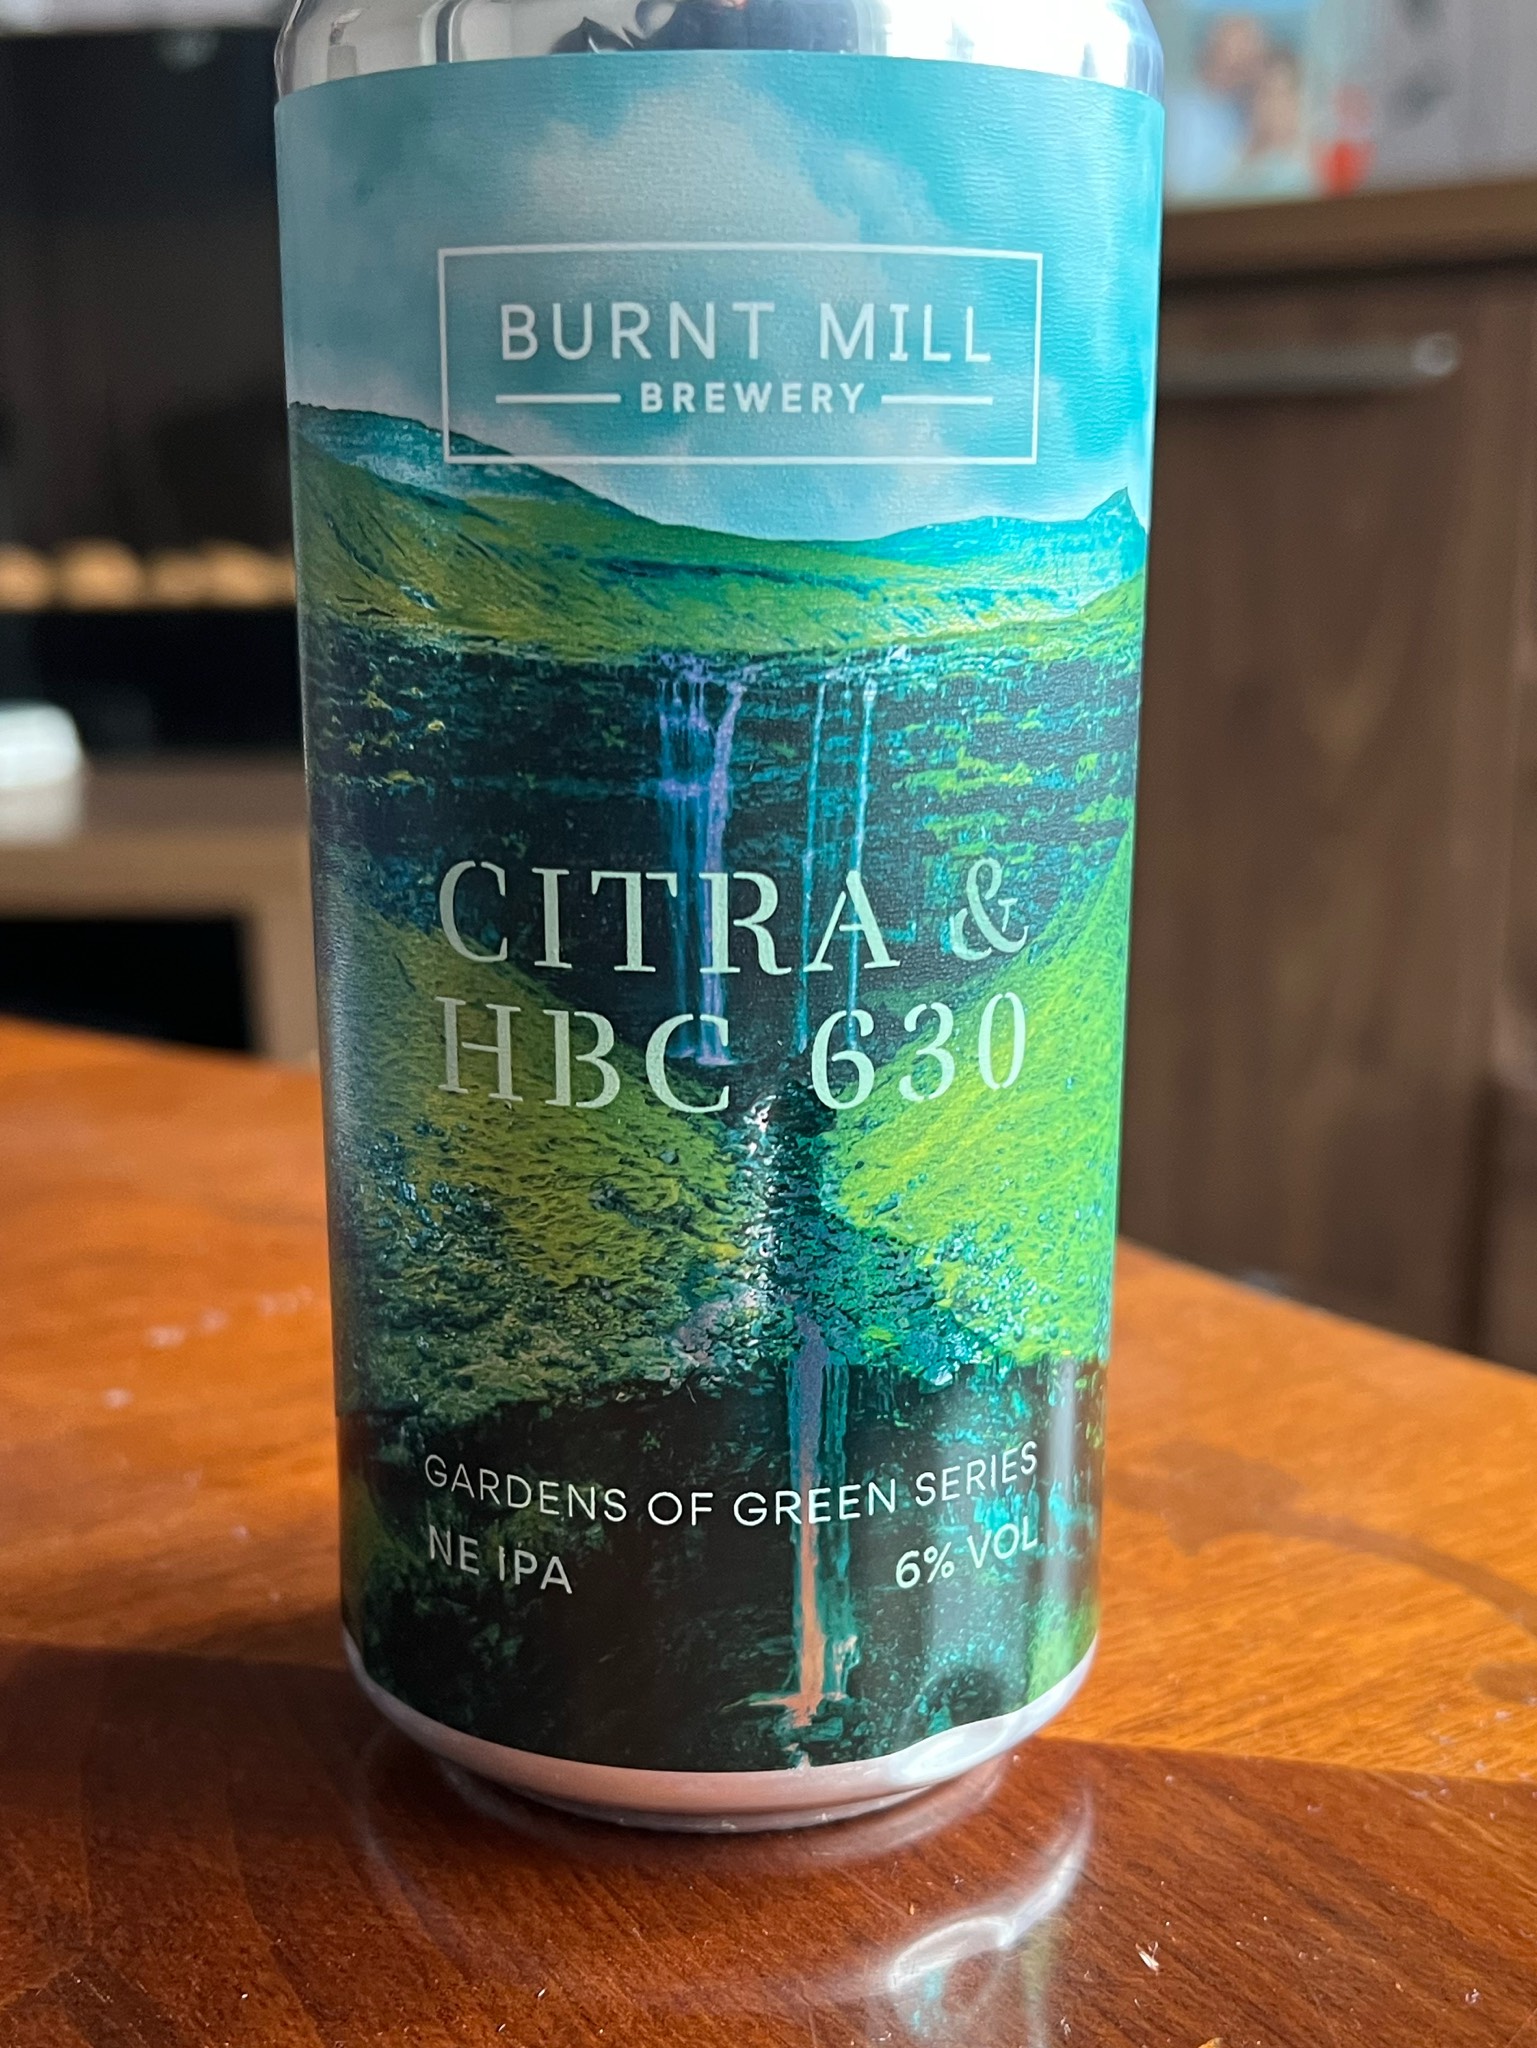 BURNT MILL
BREWERY
CITRA &
HBC 630
GARDENS OF GREEN SERIES
NE IPA
6% VOL